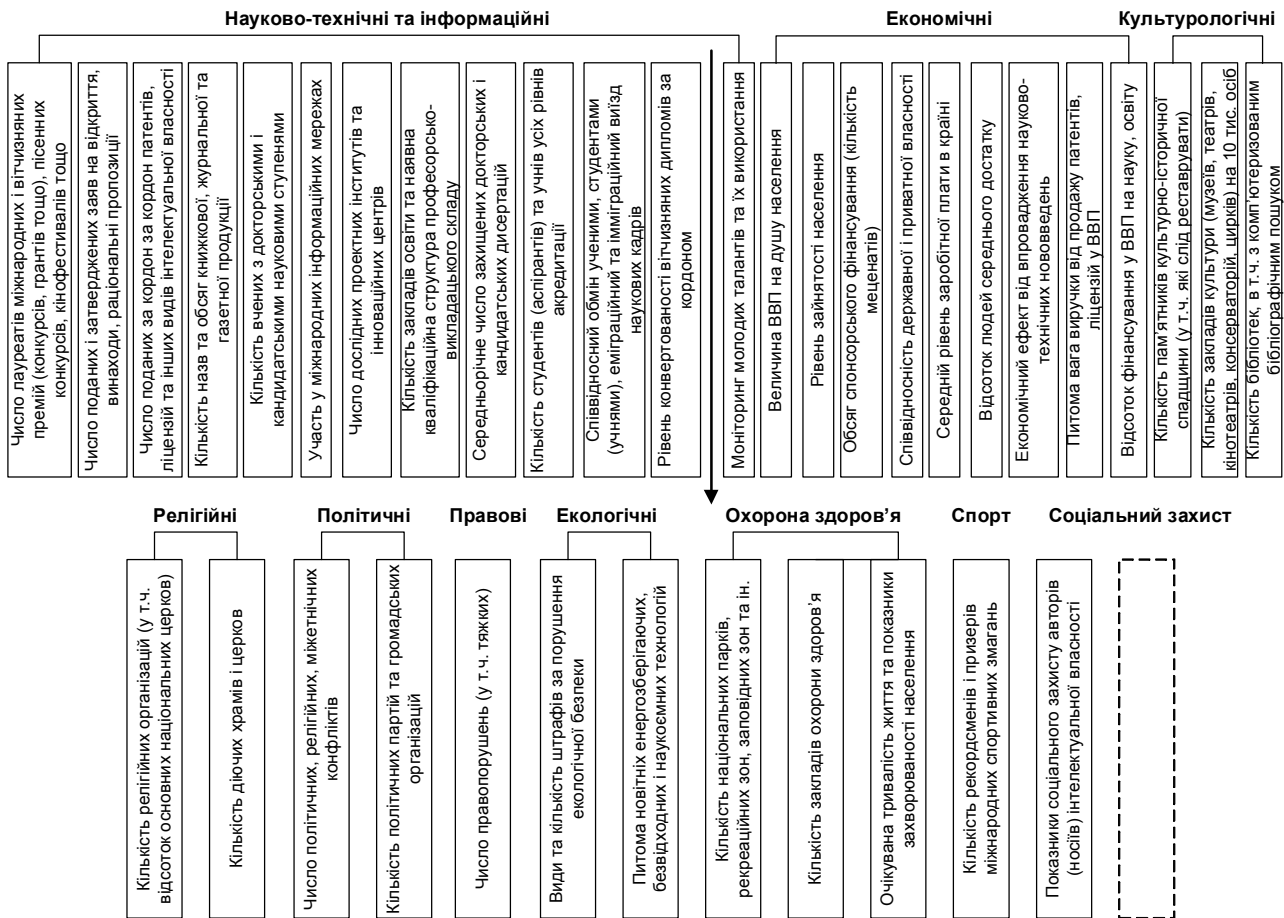 Науково-технічні та інформаційні
Економічні
Культурологічні
Число лауреатів міжнародних і вітчизняних
премій (конкурсів, грантів тощо), пісенних
конкурсів, кінофестивалів тощо
Число поданих і затверджених заяв на відкриття,
винаходи, раціональні пропозиції
Число поданих за кордон за кордон патентів,
ліцензій та інших видів інтелектуальної власності
Кількість назв та обсяг книжкової, журнальної та
газетної продукції
Кількість вчених з докторськими і
кандидатськими науковими ступенями
Участь у міжнародних інформаційних мережах
Число дослідних проектних інститутів та
інноваційних центрів
Кількість закладів освіти та наявна
кваліфікаційна структура професорсько-
викладацького складу
Середньорічне число захищених докторських і
кандидатських дисертацій
Кількість студентів (аспірантів) та учнів усіх рівнів
акредитації
Співвідносний обмін ученими, студентами
(учнями), еміграційний та імміграційний виїзд
наукових кадрів
Рівень конвертованості вітчизняних дипломів за
кордоном
Моніторинг молодих талантів та їх використання
Величина ВВП на душу населення
Рівень зайнятості населення
Обсяг спонсорського фінансування (кількість
меценатів)
Співвідносність державної і приватної власності
Середній рівень заробітної плати в країні
Відсоток людей середнього достатку
Економічний ефект від впровадження науково-
технічних нововведень
Питома вага виручки від продажу патентів,
ліцензій у ВВП
Відсоток фінансування у ВВП на науку, освіту
Кількість пам'ятників культурно-історичної
спадщини (у т.ч. які слід реставрувати)
Кількість закладів культури (музеїв, театрів,
кінотеатрів, консерваторій, цирків) на 10 тис. осіб
Кількість бібліотек, в т.ч. з комп'ютеризованим
бібліографічним пошуком
Релігійні
Політичні
Правові
Екологічні
Охорона здоров'я
Спорт
Соціальний захист
Кількість релігійних організацій (у т.ч.
відсоток основних національних церков)
Кількість діючих храмів і церков
Число політичних, релігійних, міжетнічних
конфліктів
Кількість політичних партій та громадських
організацій
Число правопорушень (у т.ч. тяжких)
Види та кількість штрафів за порушення
екологічної безпеки
Питома новітніх енергозберігаючих,
безвідходних і наукоємних технологій
Кількість національних парків,
рекреаційних зон, заповідних зон та ін.
Кількість закладів охорони здоров'я
Очікувана тривалість життя та показники
захворюваності населення
Кількість рекордсменів і призерів
міжнародних спортивних змагань
Показники соціального захисту авторів
(носіїв) інтелектуальної власності